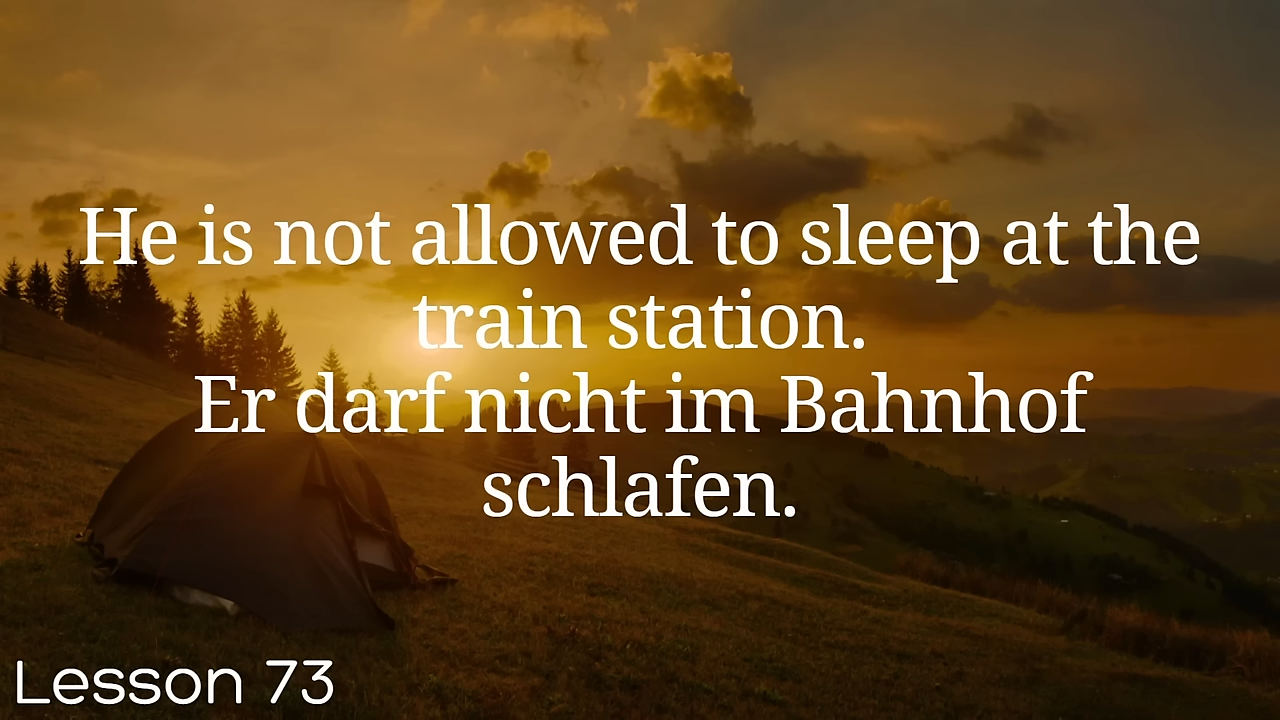 He is not allowed to sleep at the
train station.
Er darf nicht im Bahnhof
schlafen.
Lesson 73